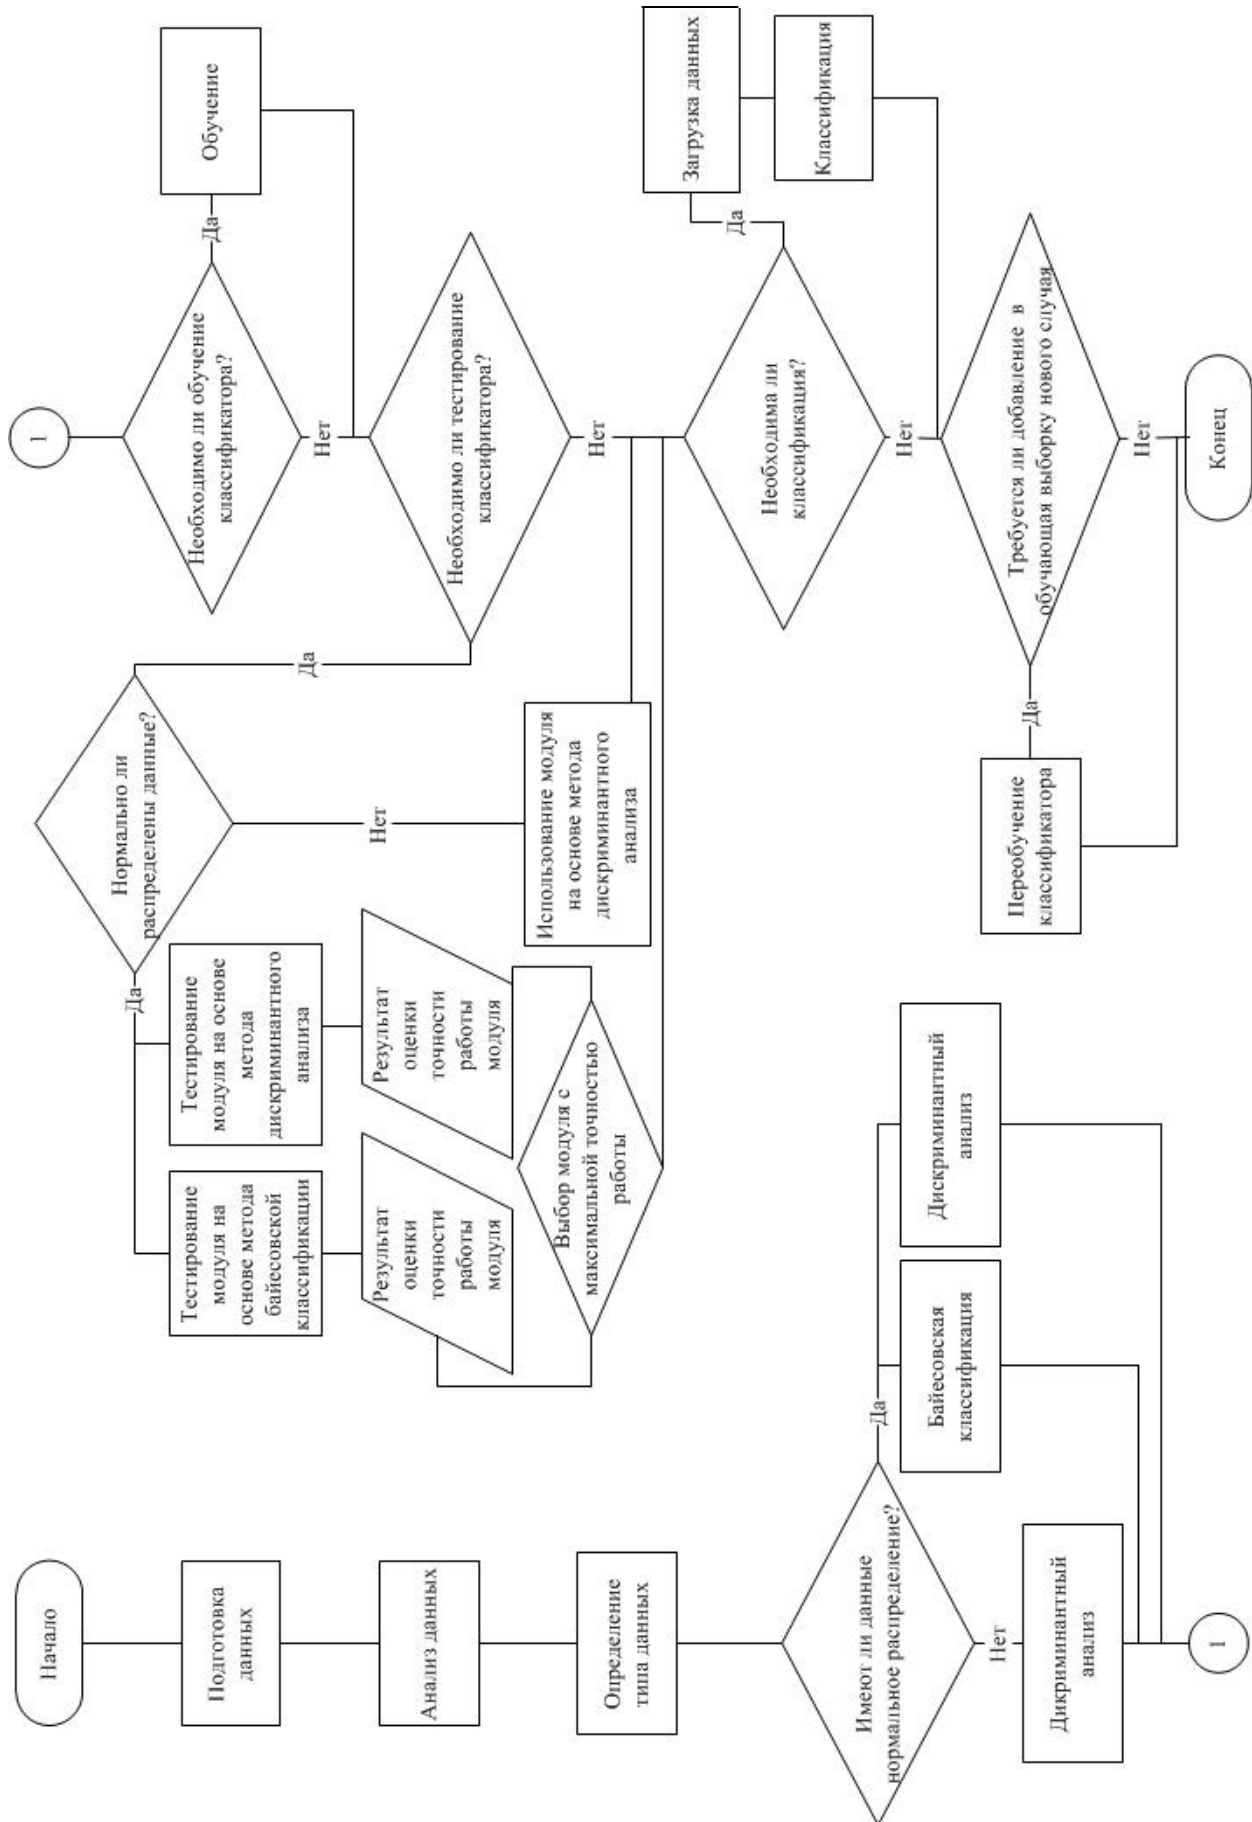 Начало
Подготовка
данных
Анализ данных
Определение
типа данных
Имеют ли данные
нормальное распределение?
Да
Байесовская
классификация
Дискриминантный
анализ
Нет
Дикриминантный
анализ
1
1
Необходимо ли обучение
классификатора?
Да
Обучение
Нет
Необходимо ли тестирование
классификатора?
Да
Нормально ли
распределены данные?
Да
Тестирование
модуля на
основе метода
байесовской
классификации
Тестирование
модуля на основе
метода
дискриминантного
анализа
Результат
оценки
точности
работы
модуля
Результат
оценки
точности
работы
модуля
Выбор модуля с
максимальной точностью
работы
Нет
Использование модуля
на основе метода
дискриминантного
анализа
Нет
Необходима ли
классификация?
Да
Загрузка данных
Классификация
Нет
Требуется ли добавление в
обучающая выборку нового случая
Да
Переобучение
классификатора
Нет
Конец